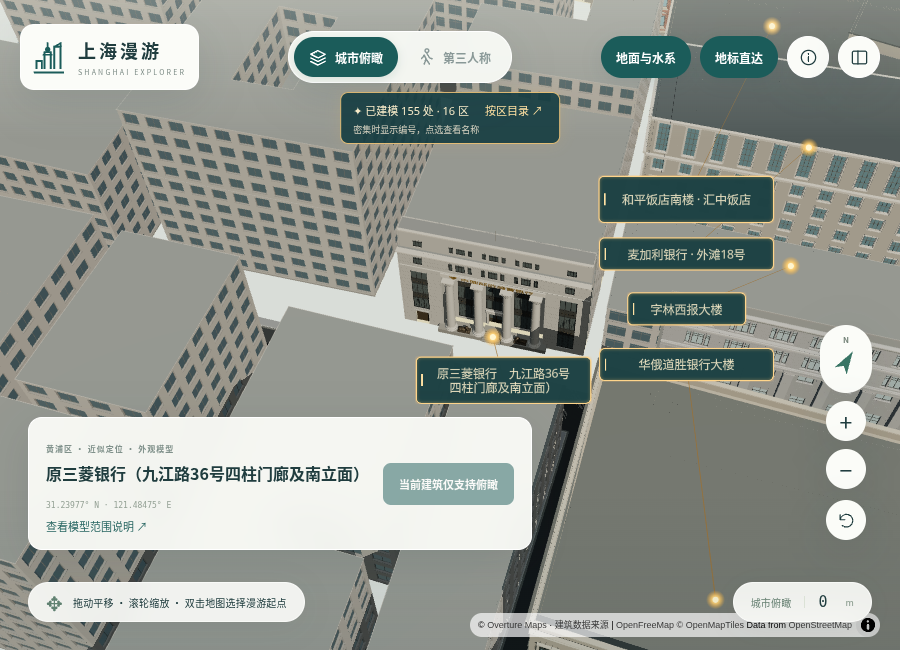 上海漫游
SHANGHAI EXPLORER
城市俯瞰
第三人称
地面与水系
地标直达
✦ 已建模 155 处 · 16 区 按区目录 ↗
密集时显示编号，点选查看名称
和平饭店南楼 · 汇中饭店
麦加利银行 · 外滩18号
字林西报大楼
华俄道胜银行大楼
原三菱银行 九江路36号
四柱门廊及南立面）
N
黄浦区 · 近似定位 · 外观模型
原三菱银行（九江路36号四柱门廊及南立面）
当前建筑仅支持俯瞰
31.23977° N · 121.48475° E
查看模型范围说明 ↗
拖动平移 · 滚轮缩放 · 双击地图选择漫游起点
城市俯瞰 0 m
© Overture Maps · 建筑数据来源 | OpenFreeMap © OpenMapTiles Data from OpenStreetMap